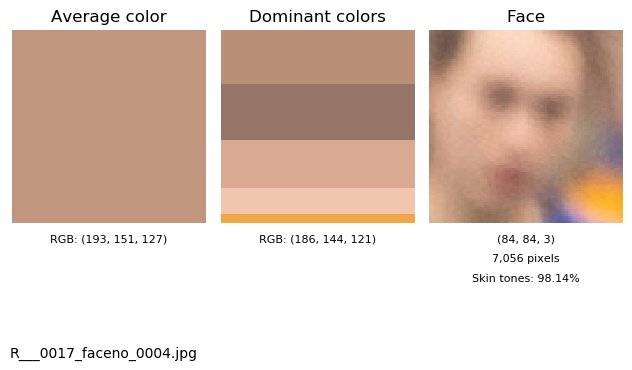 Average color
Dominant colors
Face
RGB: (193, 151, 127)
RGB: (186, 144, 121)
(84, 84, 3)
7,056 pixels
Skin tones: 98.14%
R___0017_faceno_0004.jpg